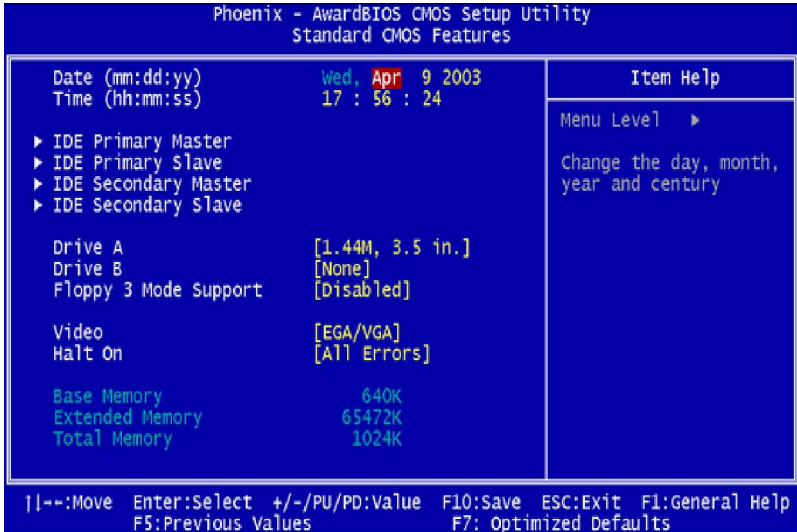 Phoenix - AwardBIOS CMOS Setup Utility
Standard CMOS Features
Date (mm:dd:yy) Wed, Apr 9 2003
Time (hh:mm:ss) 17 : 56 : 24
▶ IDE Primary Master
▶ IDE Primary Slave
▶ IDE Secondary Master
▶ IDE Secondary Slave
Drive A [1.44M, 3.5 in.]
Drive B [None]
Floppy 3 Mode Support [Disabled]
Video [EGA/VGA]
Halt On [All Errors]
Base Memory 640K
Extended Memory 65472K
Total Memory 1024K
Item Help
Menu Level ▶
Change the day, month,
year and century
↑↓→←:Move Enter:Select +/-/PU/PD:Value F10:Save ESC:Exit F1:General Help
F5:Previous Values F7: Optimized Defaults